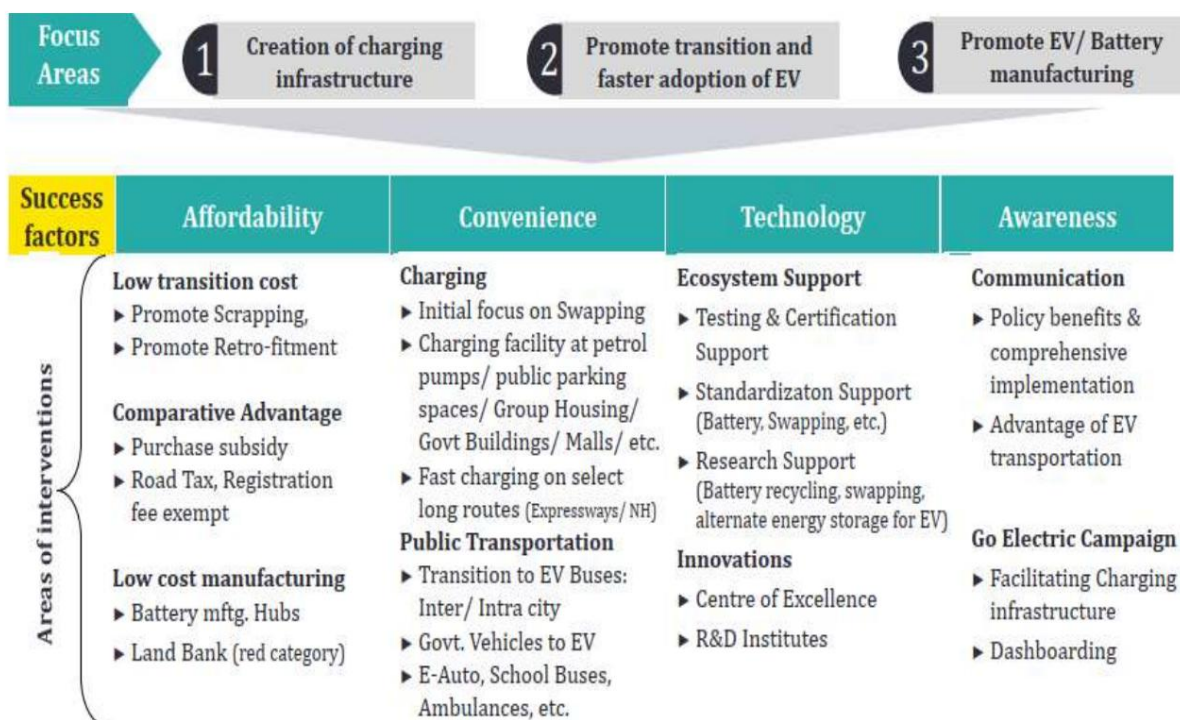 Focus
Areas
1
Creation of charging
infrastructure
2
Promote transition and
faster adoption of EV
3
Promote EV/ Battery
manufacturing
Success
factors
Affordability
Convenience
Technology
Awareness
Areas of interventions
Low transition cost
▶ Promote Scrapping,
▶ Promote Retro-fitment
Comparative Advantage
▶ Purchase subsidy
▶ Road Tax, Registration
fee exempt
Low cost manufacturing
▶ Battery mftg. Hubs
▶ Land Bank (red category)
Charging
▶ Initial focus on Swapping
▶ Charging facility at petrol
pumps/ public parking
spaces/ Group Housing/
Govt Buildings/ Malls/ etc.
▶ Fast charging on select
long routes (Expressways/ NH)
Public Transportation
▶ Transition to EV Buses:
Inter/ Intra city
▶ Govt. Vehicles to EV
▶ E-Auto, School Buses,
Ambulances, etc.
Ecosystem Support
▶ Testing & Certification
Support
▶ Standardizaton Support
(Battery, Swapping, etc.)
▶ Research Support
(Battery recycling, swapping,
alternate energy storage for EV)
Innovations
▶ Centre of Excellence
▶ R&D Institutes
Communication
▶ Policy benefits &
comprehensive
implementation
▶ Advantage of EV
transportation
Go Electric Campaign
▶ Facilitating Charging
infrastructure
▶ Dashboarding